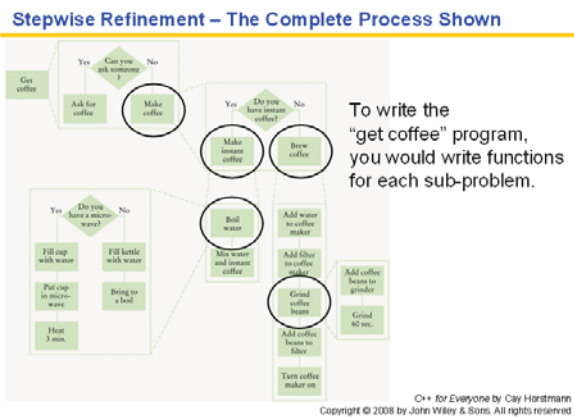 Stepwise Refinement – The Complete Process Shown
Get
coffee
Can you
ask someone
?
Yes
No
Ask for
coffee
Make
coffee
Do you
have instant
coffee?
Yes
No
Make
instant
coffee
Brew
coffee
To write the
“get coffee” program,
you would write functions
for each sub-problem.
Do you
have a micro-
wave?
Yes
No
Fill cup
with water
Put cup
in micro-
wave
Heat
3 min.
Fill kettle
with water
Bring to
a boil
Boil
water
Mix water
and instant
coffee
Add water
to coffee
maker
Add filter
to coffee
maker
Grind
coffee
beans
Add coffee
beans to
filter
Turn coffee
maker on
Add coffee
beans to
grinder
Grind
60 sec.
C++ for Everyone by Cay Horstmann
Copyright © 2008 by John Wiley & Sons. All rights reserved